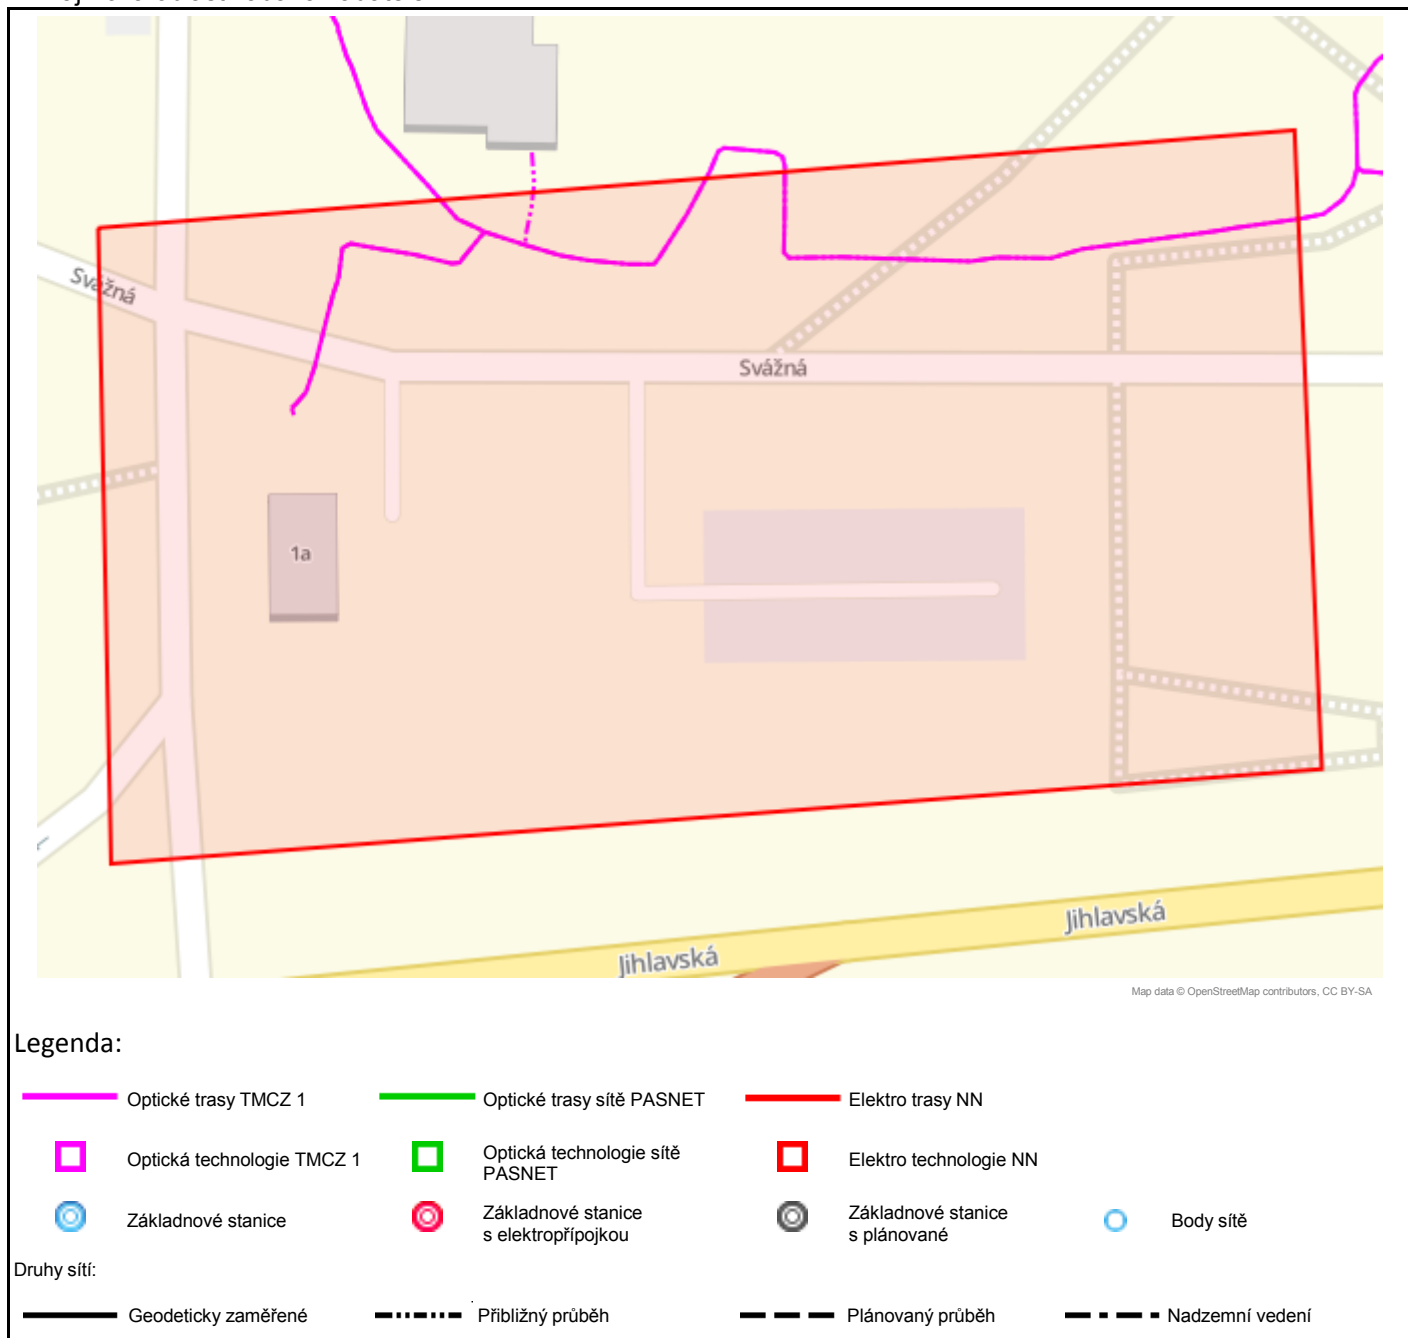 Svážná
Svážná
1a
Jihlavská
Jihlavská
Map data © OpenStreetMap contributors, CC BY-SA
Legenda:
Optické trasy TMCZ 1
Optické trasy sítě PASNET
Elektro trasy NN
Optická technologie TMCZ 1
Optická technologie sítě
PASNET
Elektro technologie NN
Základnové stanice
Základnové stanice
s elektropřípojkou
Základnové stanice
s plánované
Body sítě
Druhy sítí:
Geodeticky zaměřené
Přibližný průběh
Plánovaný průběh
Nadzemní vedení